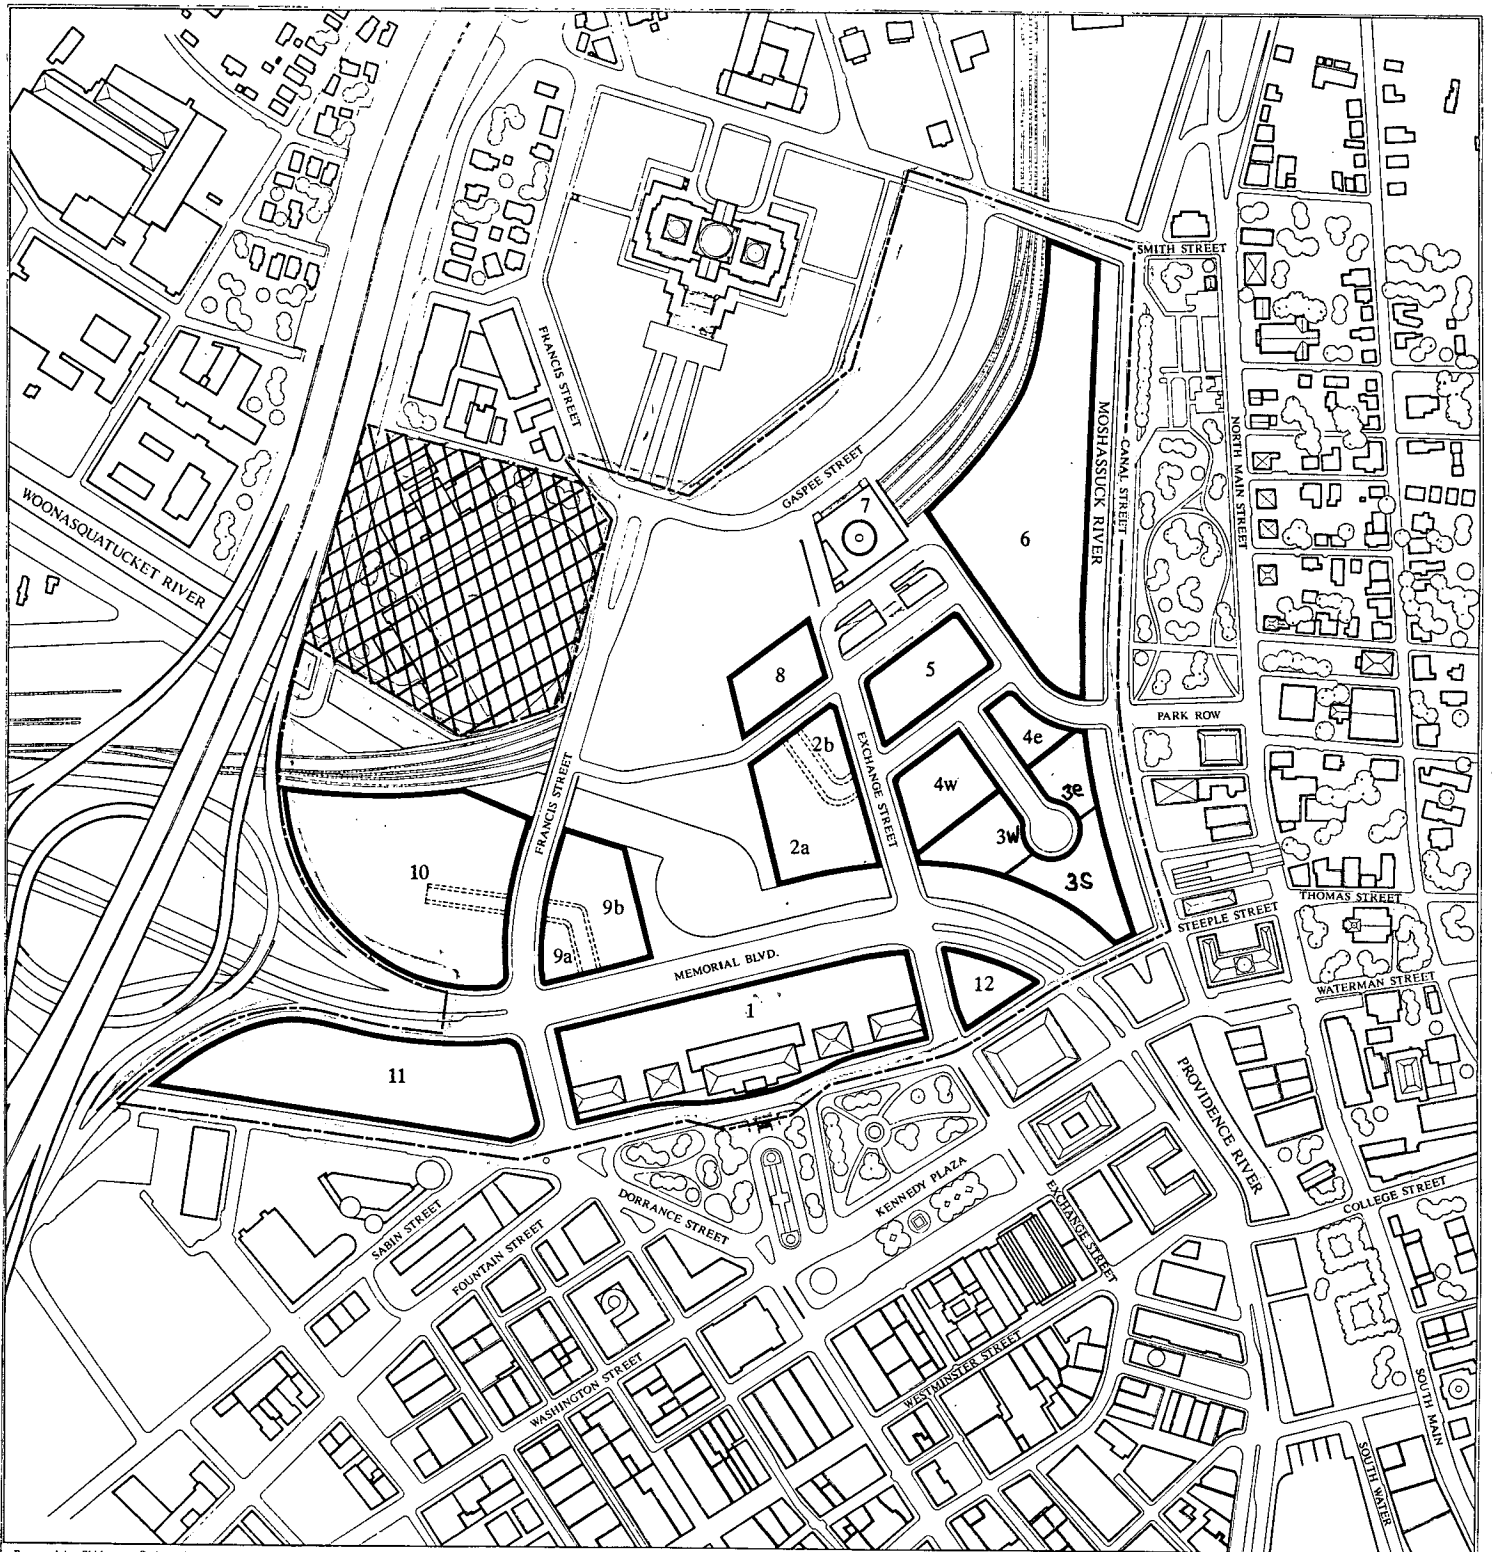 SMITH STREET
FRANCIS STREET
MOSHASSUCK RIVER
CANAL STREET
NORTH MAIN STREET
GASPEE STREET
WOONASQUATUCKET RIVER
7
6
8
5
PARK ROW
2b
EXCHANGE STREET
4e
4w
3e
FRANCIS STREET
3W
2a
10
3S
9b
THOMAS STREET
STEEPLE STREET
9a
MEMORIAL BLVD.
12
WATERMAN STREET
1
11
PROVIDENCE RIVER
KENNEDY PLAZA
DORRANCE STREET
EXCHANGE STREET
COLLEGE STREET
SABIN STREET
FOUNTAIN STREET
WASHINGTON STREET
WESTMINSTER STREET
SOUTH MAIN
SOUTH WATER